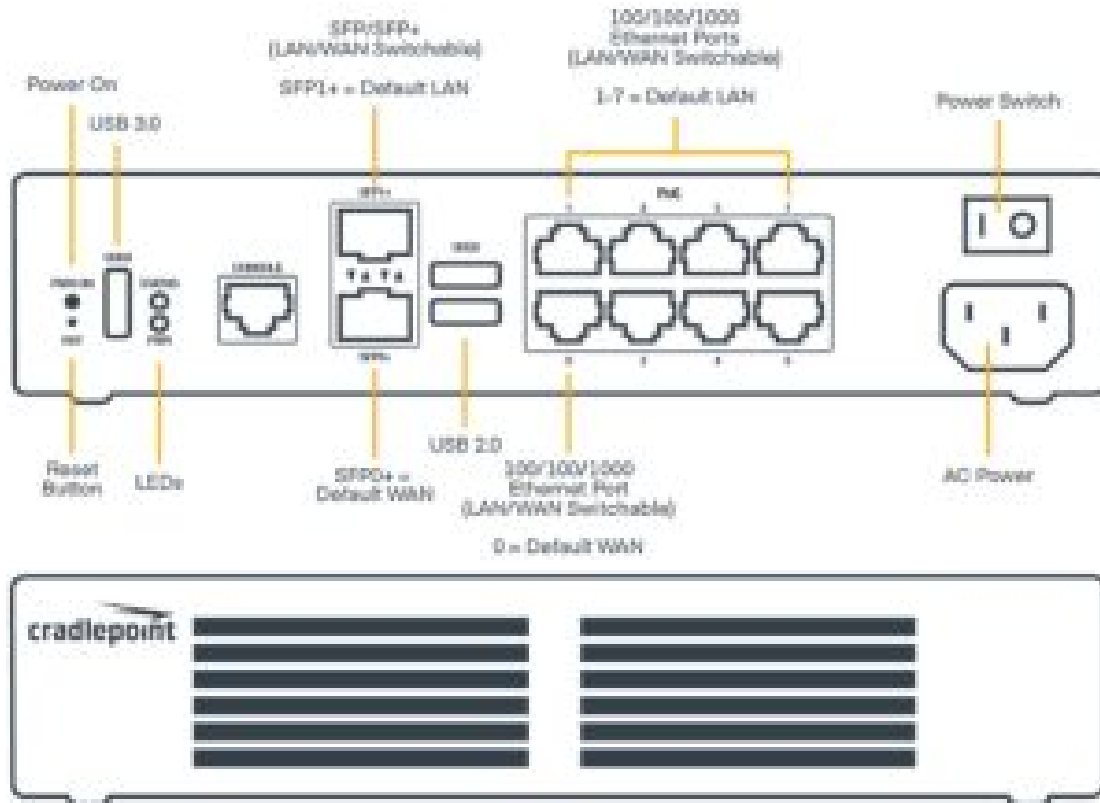 SFP/SFP+
(LAN/WAN Switchable)
SFP1+ = Default LAN
100/100/1000
Ethernet Ports
(LAN/WAN Switchable)
1-7 = Default LAN
Power On
USB 3.0
Power Switch
SFP1+
PoE
CONSOLE
SFP0+
Reset
Button
LEDs
SFP0+ =
Default WAN
USB 2.0
100/100/1000
Ethernet Port
(LAN/WAN Switchable)
0 = Default WAN
AC Power
cradlepoint